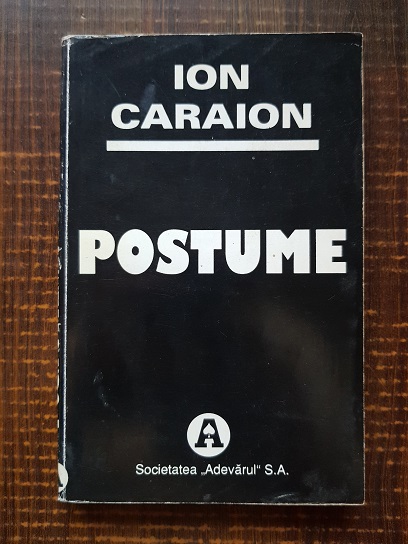 ION
CARAION
POSTUME
A
Societatea „Adevărul“ S.A.